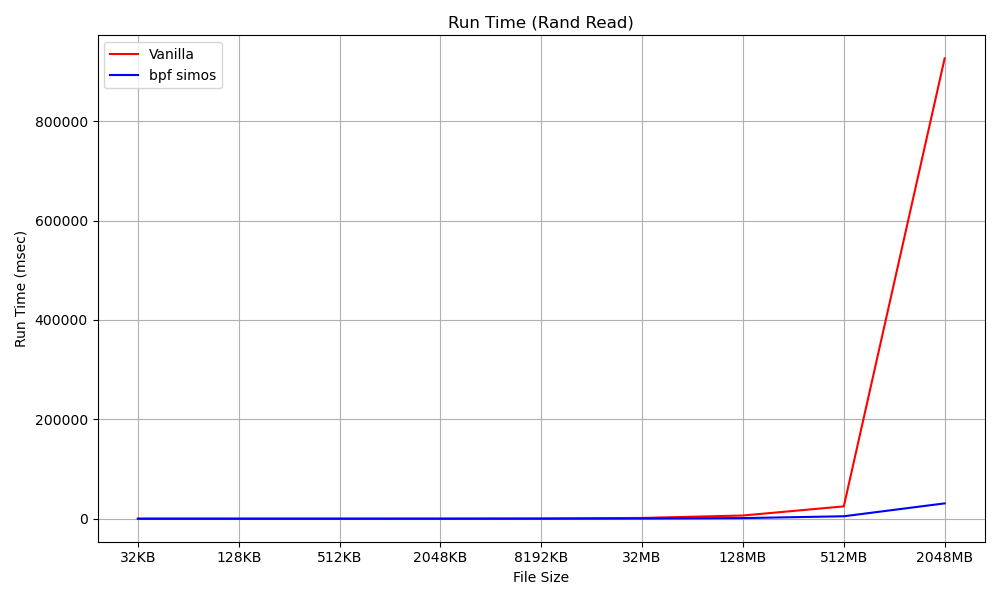 Run Time (Rand Read)
Vanilla
bpf simos
Run Time (msec)
800000
600000
400000
200000
0
32KB 128KB 512KB 2048KB 8192KB 32MB 128MB 512MB 2048MB
File Size